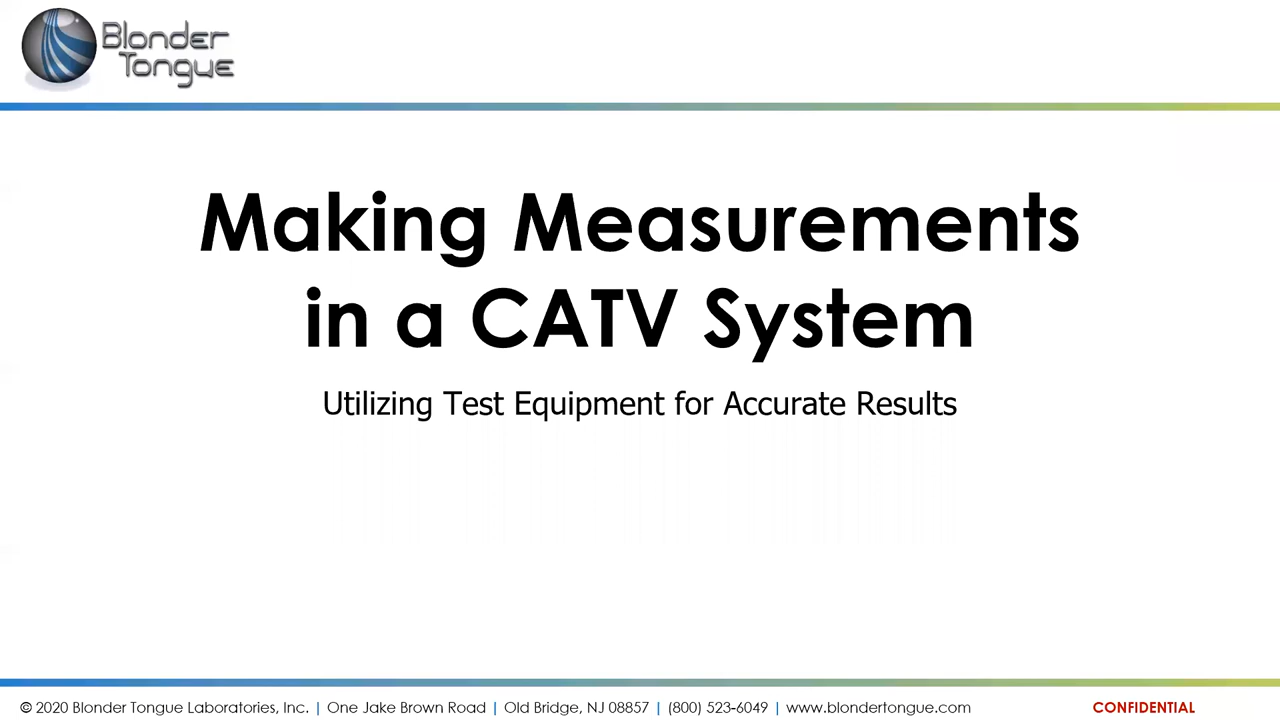 Blonder
Tongue
Making Measurements
in a CATV System
Utilizing Test Equipment for Accurate Results
© 2020 Blonder Tongue Laboratories, Inc. | One Jake Brown Road | Old Bridge, NJ 08857 | (800) 523-6049 | www.blondertongue.com CONFIDENTIAL